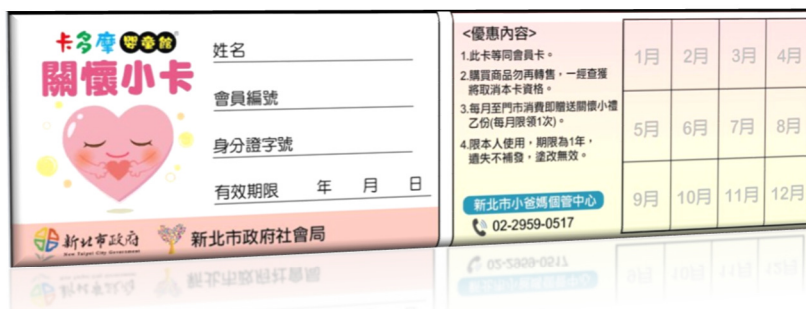 卡多摩嬰童館
關懷小卡
姓名
會員編號
身分證字號
有效期限 年 月 日
新北市政府
New Taipei City Government
新北市政府社會局
<優惠內容>
1.此卡等同會員卡。
2.購買商品勿再轉售，一經查獲
將取消本卡資格。
3.每月至門市消費即贈送關懷小禮
乙份(每月限領1次)。
4.限本人使用，期限為1年，
遺失不補發，塗改無效。
新北市小爸媽個管中心
02-2959-0517
1月 2月 3月 4月
5月 6月 7月 8月
9月 10月 11月 12月